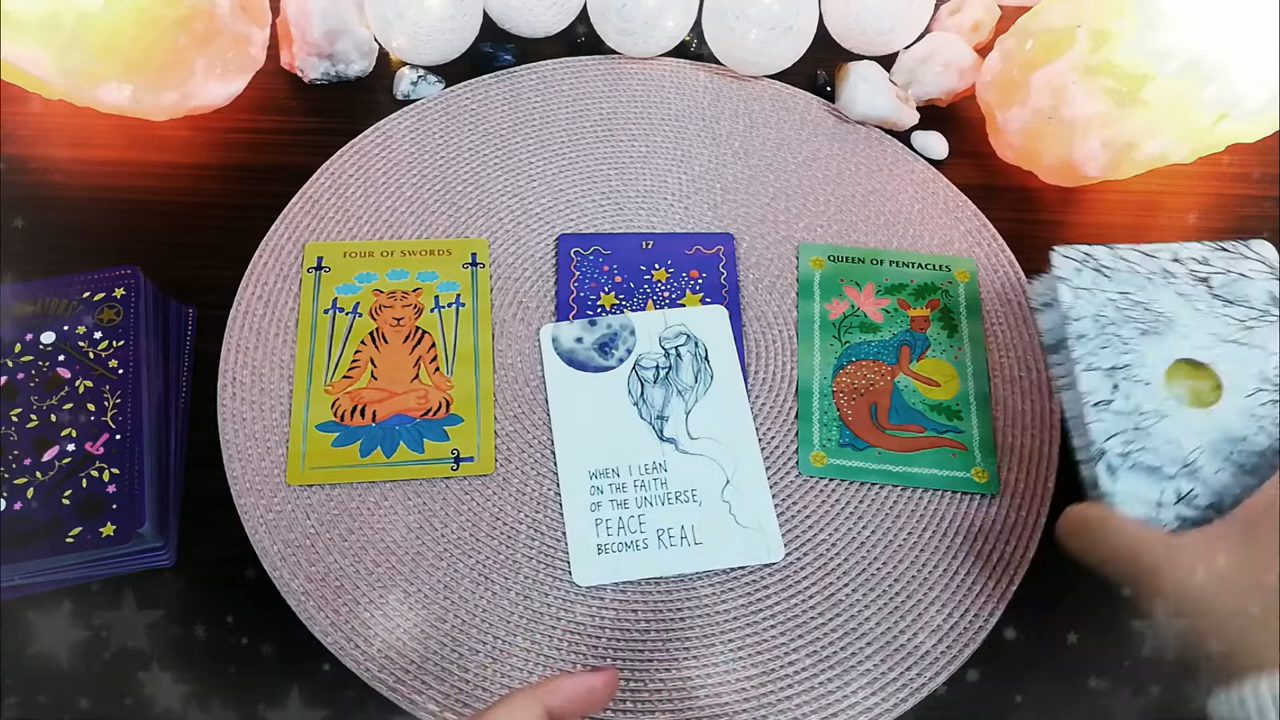 FOUR OF SWORDS
17
QUEEN OF PENTACLES
WHEN I LEAN
ON THE FAITH
OF THE UNIVERSE,
PEACE
BECOMES REAL